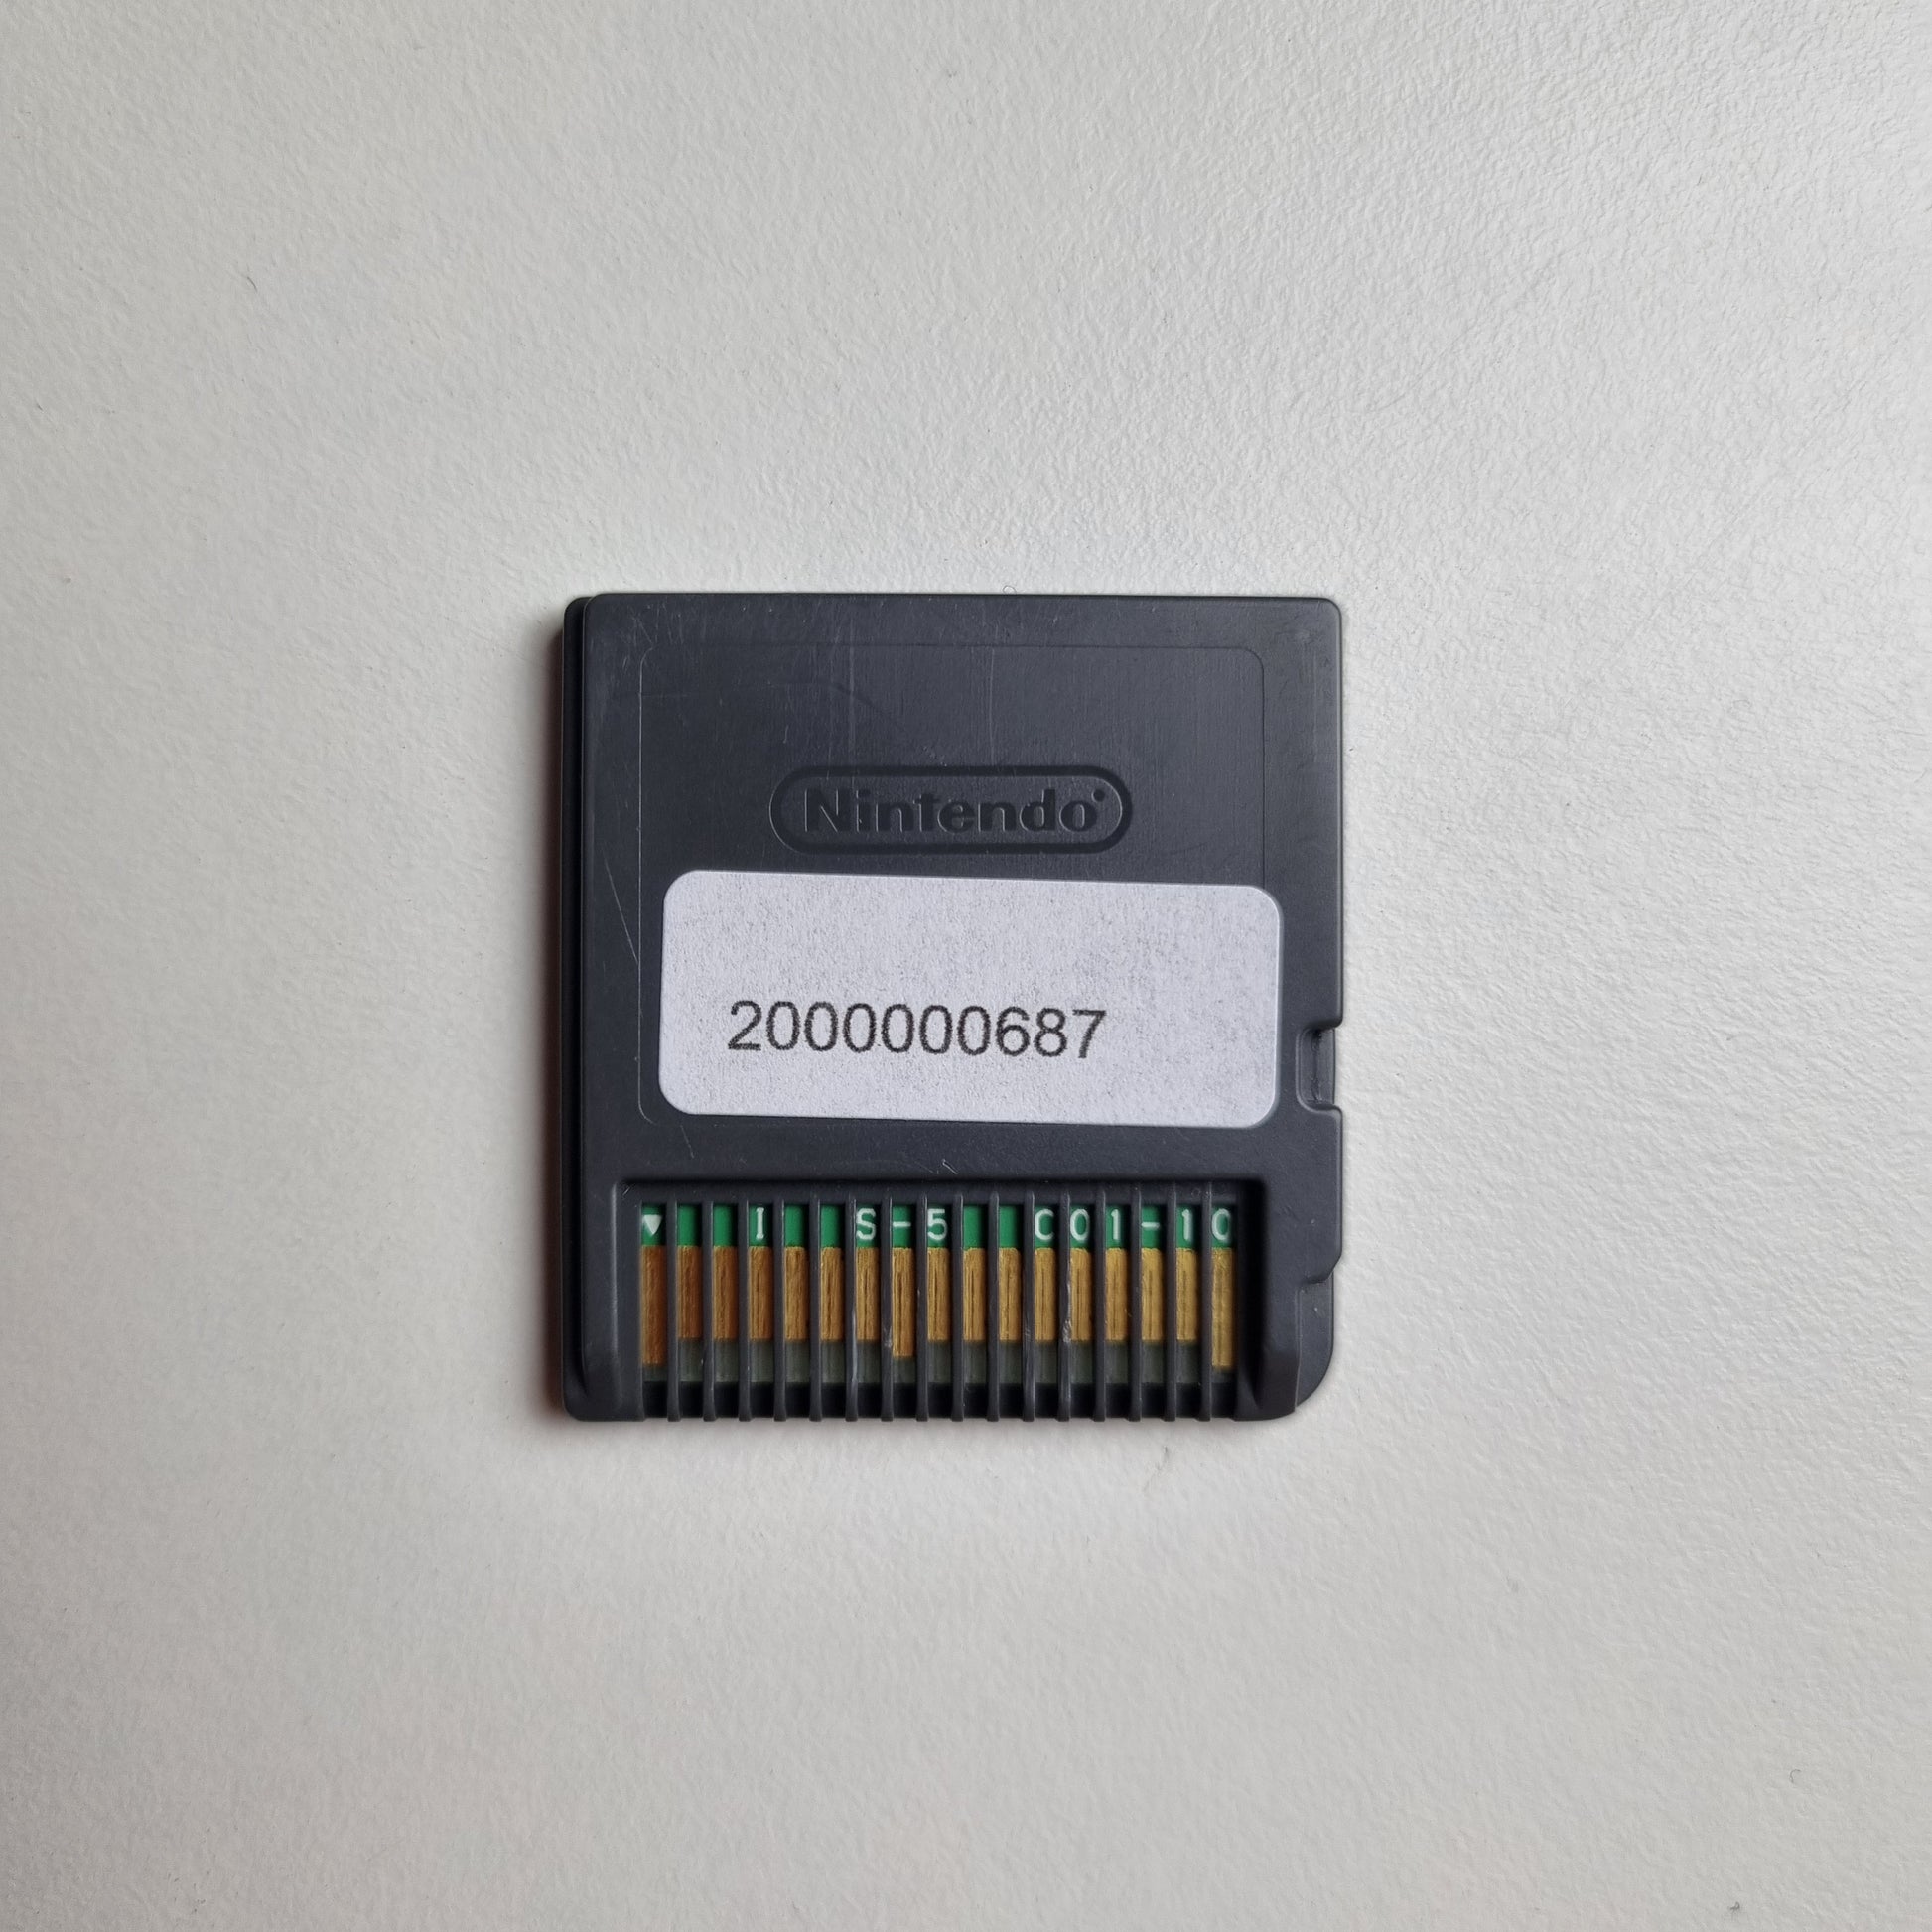 Nintendo
2000000687
▼ I S-5 C01-10